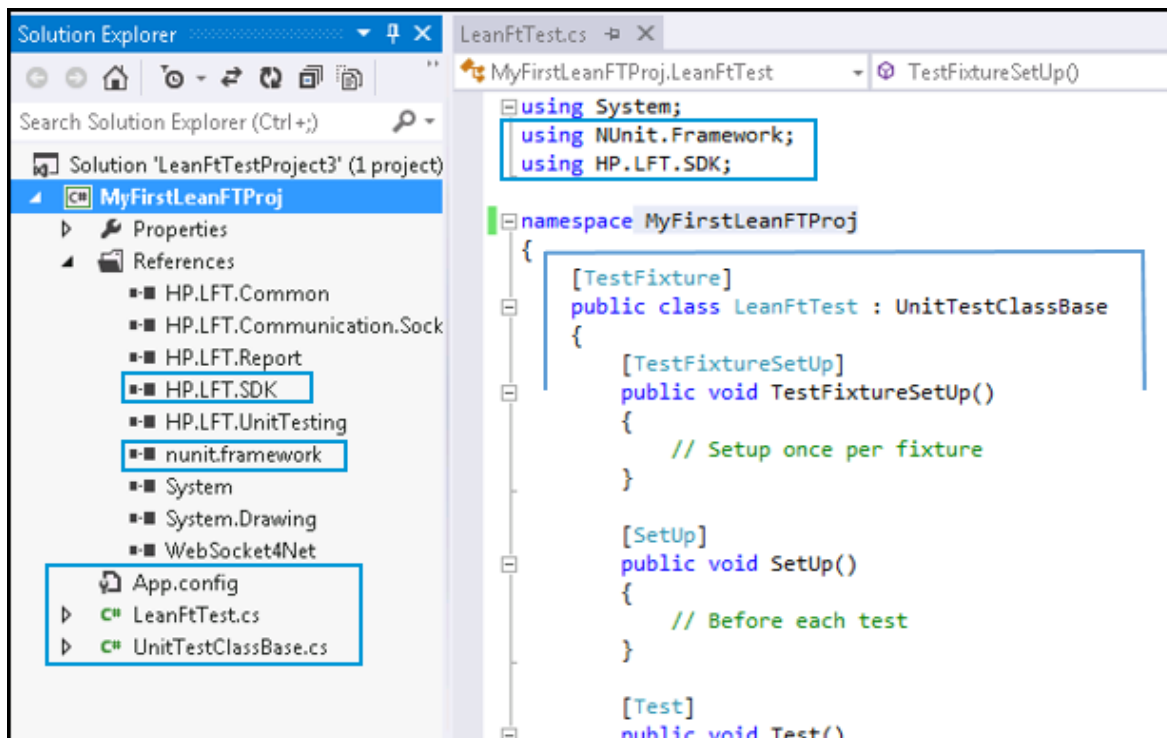 Solution Explorer
Search Solution Explorer (Ctrl+;)
Solution 'LeanFtTestProject3' (1 project)
C# MyFirstLeanFTProj
Properties
References
HP.LFT.Common
HP.LFT.Communication.Sock
HP.LFT.Report
HP.LFT.SDK
HP.LFT.UnitTesting
nunit.framework
System
System.Drawing
WebSocket4Net
App.config
C# LeanFtTest.cs
C# UnitTestClassBase.cs
LeanFtTest.cs
MyFirstLeanFTProj.LeanFtTest
TestFixtureSetUp()
using System;
using NUnit.Framework;
using HP.LFT.SDK;
namespace MyFirstLeanFTProj
{
[TestFixture]
public class LeanFtTest : UnitTestClassBase
{
[TestFixtureSetUp]
public void TestFixtureSetUp()
{
// Setup once per fixture
}
[SetUp]
public void SetUp()
{
// Before each test
}
[Test]
public void Test()